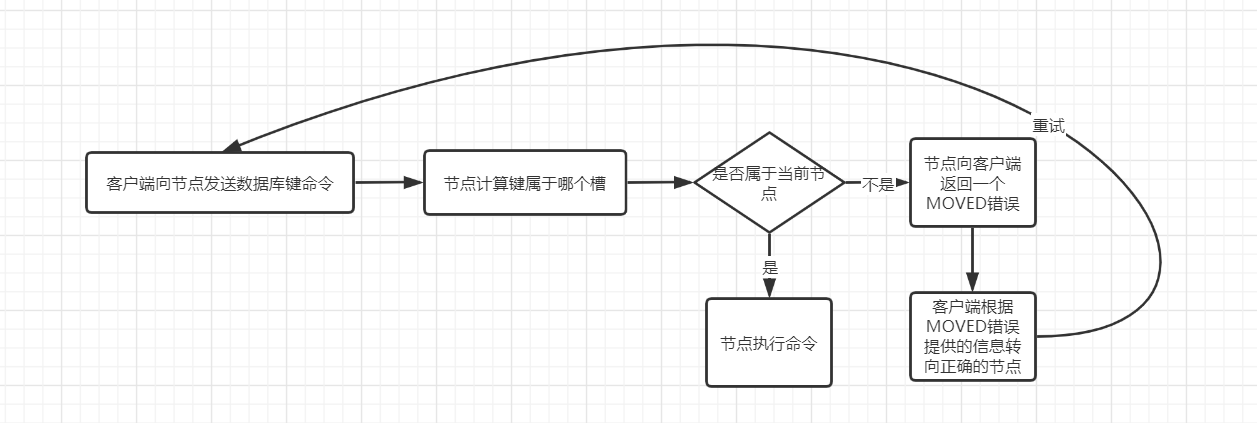 重试
客户端向节点发送数据库键命令
节点计算键属于哪个槽
是否属于当前节
点
不是
节点向客户端
返回一个
MOVED错误
是
节点执行命令
客户端根据
MOVED错误
提供的信息转
向正确的节点